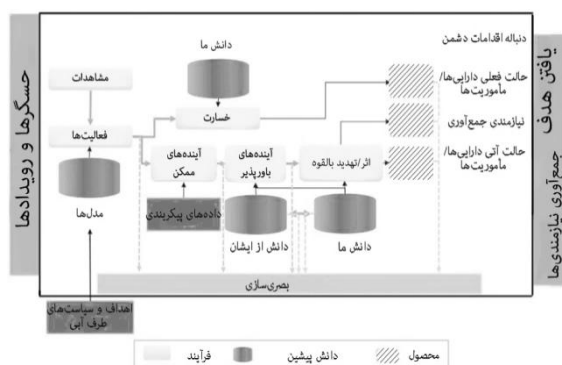 دنباله اقدامات دشمن
دانش ما
مشاهدات
حالت فعلی دارایی‌ها/
مأموریت‌ها
خسارت
فعالیت‌ها
نیازمندی جمع‌آوری
آینده‌های
ممکن
آینده‌های
باورپذیر
اثر/تهدید بالقوه
حالت آتی دارایی‌ها/
مأموریت‌ها
مدل‌ها
داده‌های پیکربندی
دانش از ایشان
دانش ما
بصری‌سازی
اهداف و سیاست‌های
طرف آبی
حسگرها و رویدادها
یافتن هدف
جمع‌آوری نیازمندی‌ها
فرآیند
دانش پیشین
محصول